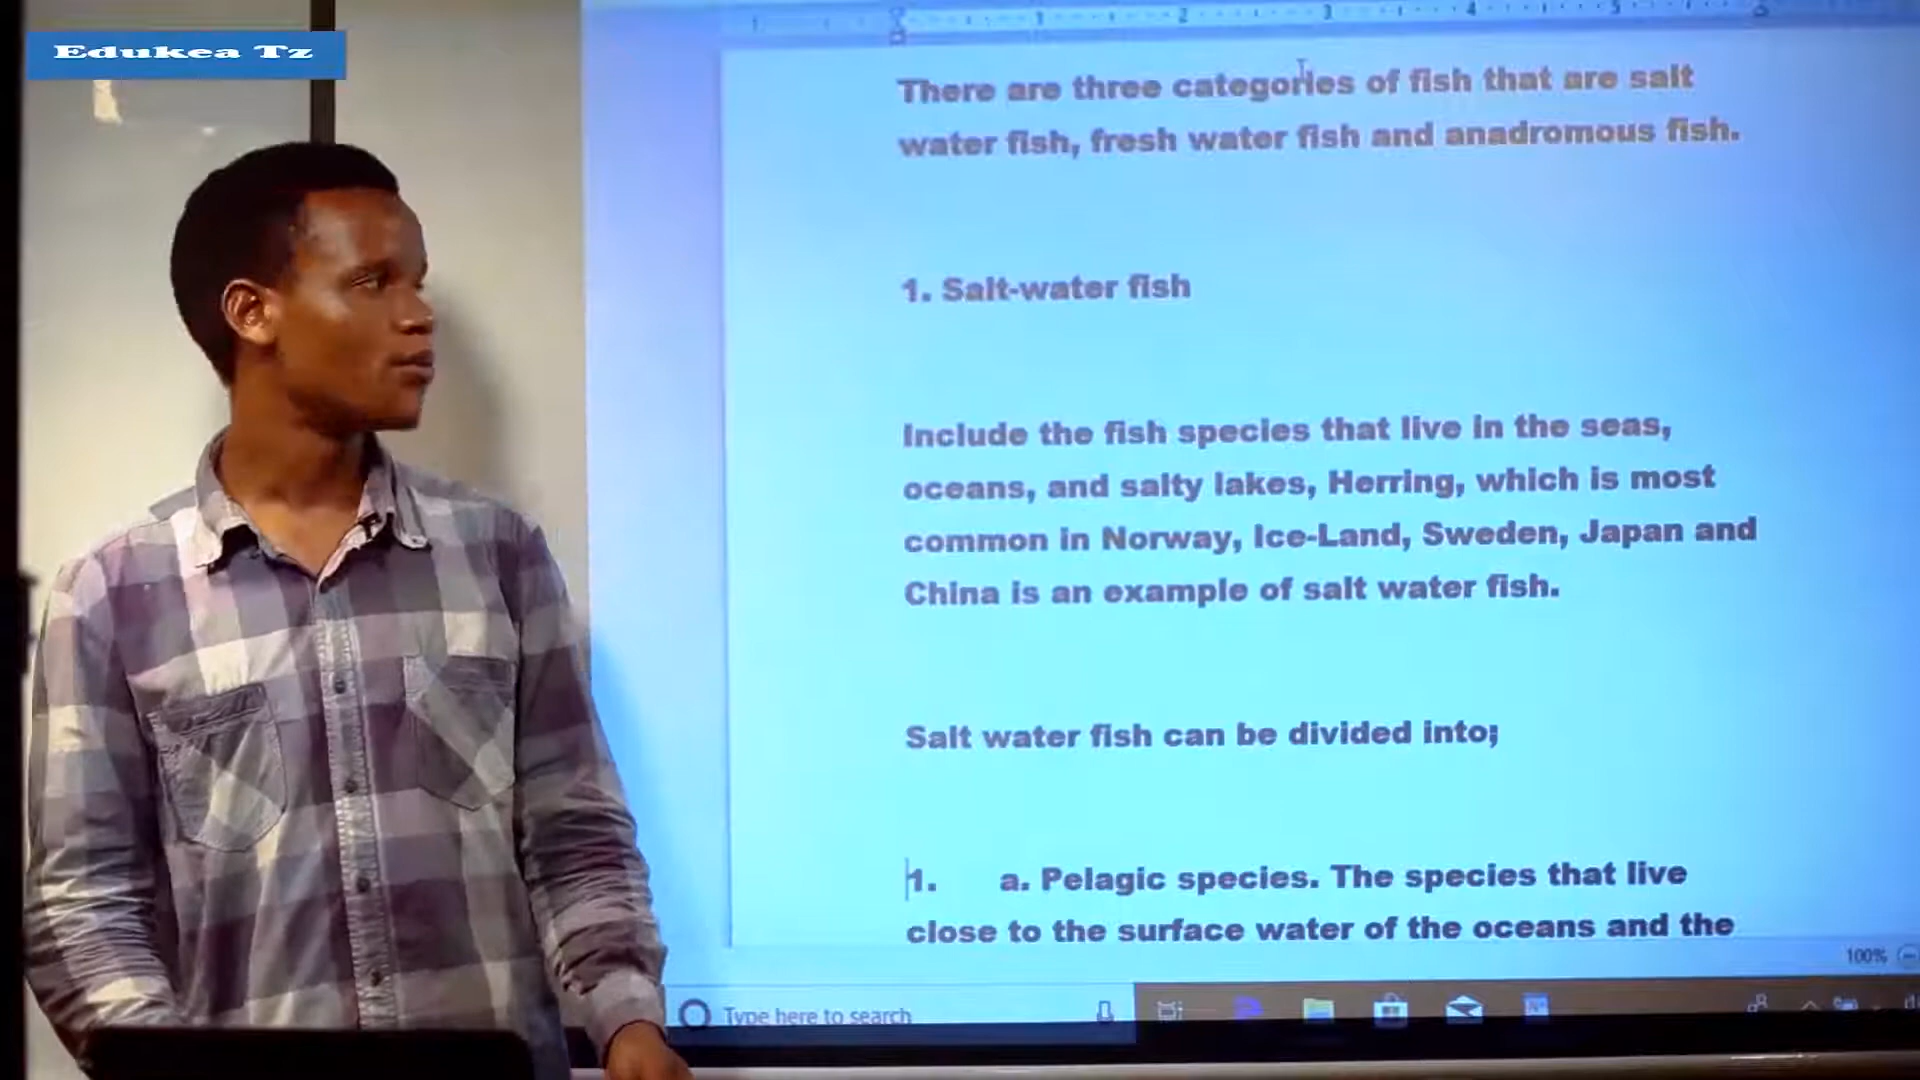 Edukea Tz
There are three categories of fish that are salt
water fish, fresh water fish and anadromous fish.
1. Salt-water fish
Include the fish species that live in the seas,
oceans, and salty lakes, Herring, which is most
common in Norway, Ice-Land, Sweden, Japan and
China is an example of salt water fish.
Salt water fish can be divided into;
1. a. Pelagic species. The species that live
close to the surface water of the oceans and the
100%
Type here to search